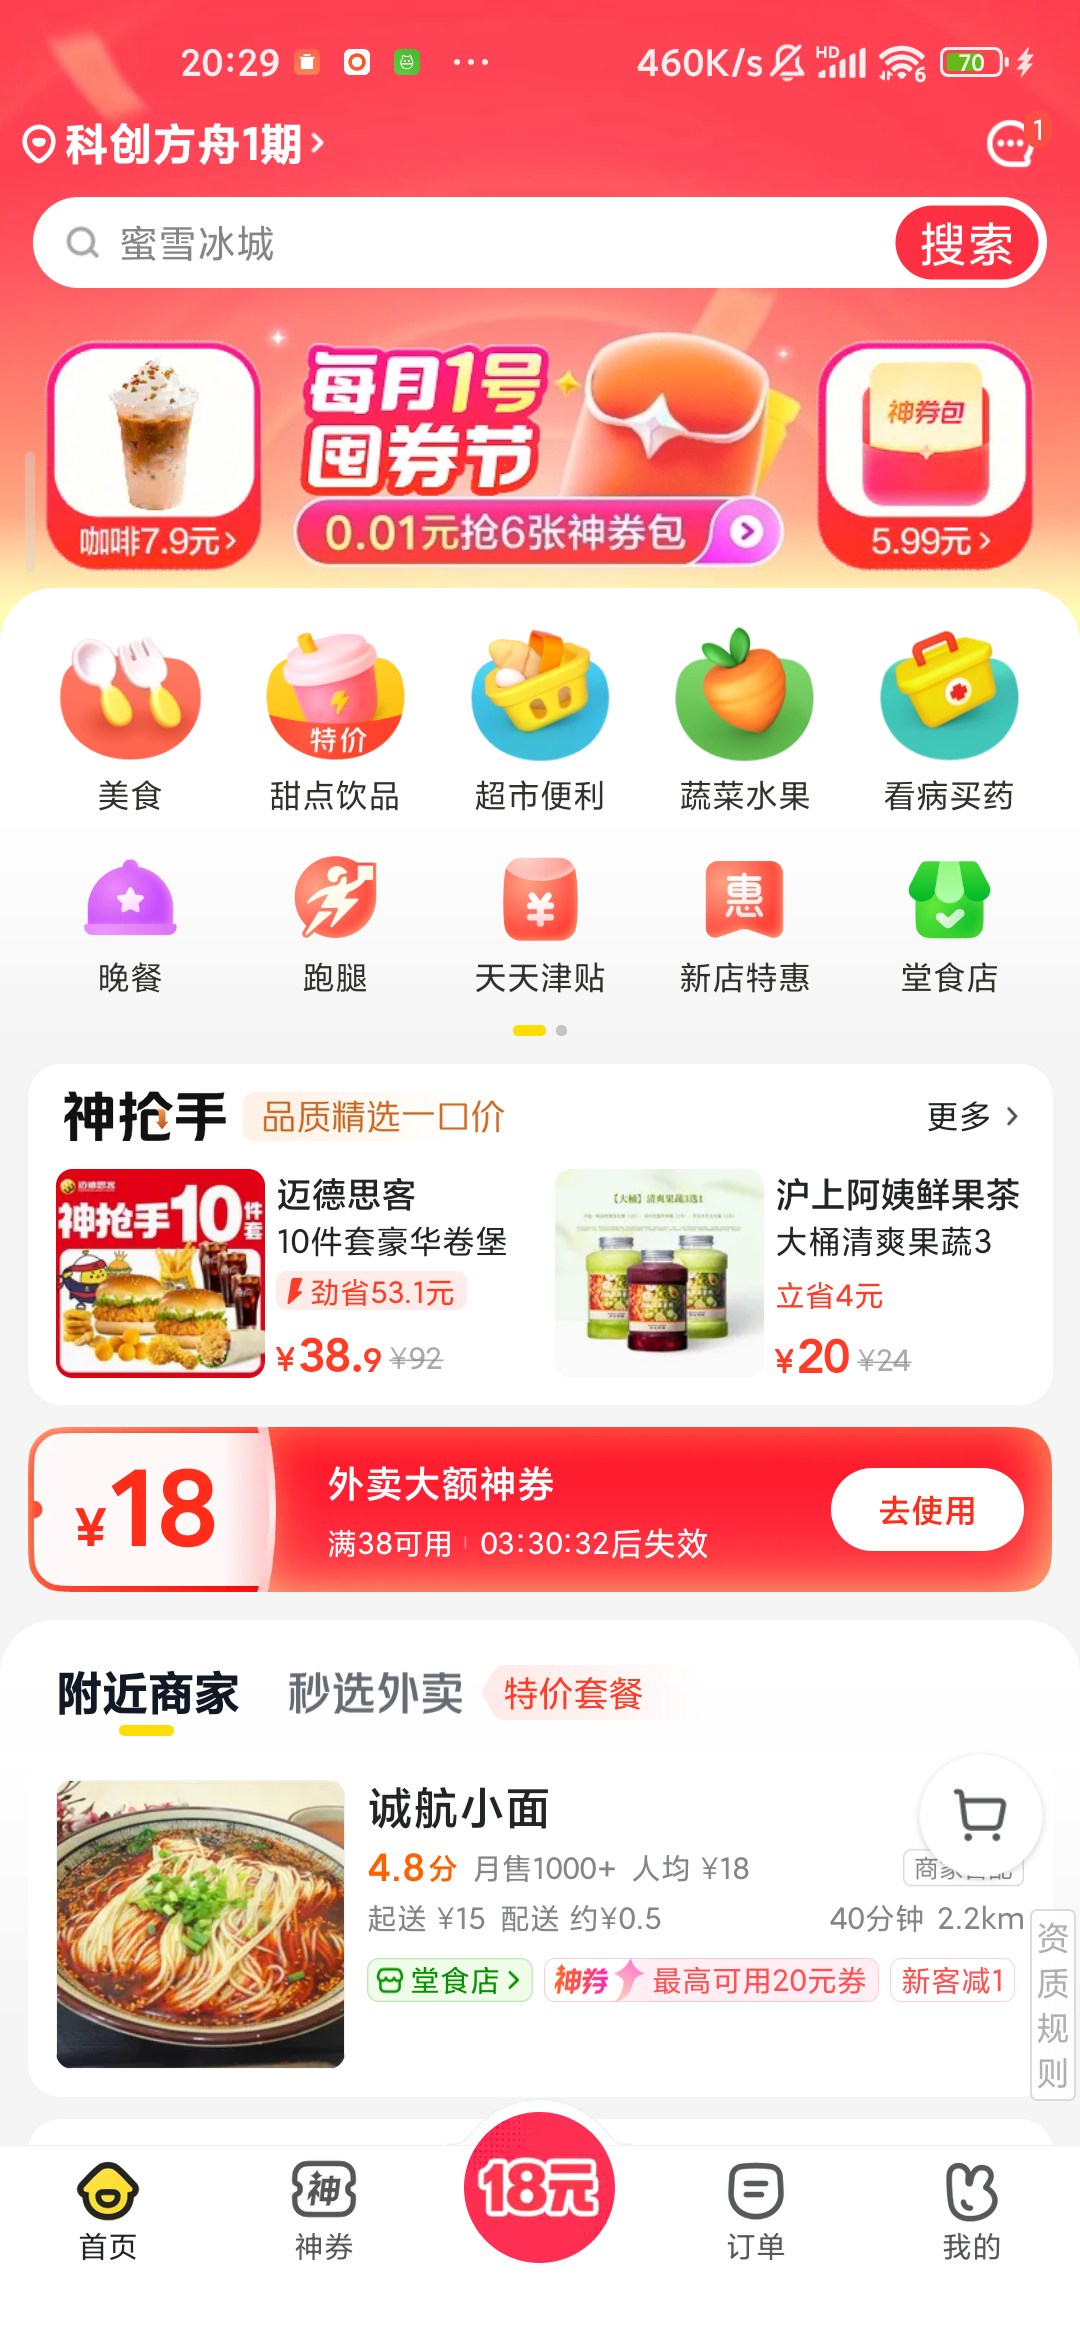 20:29
460K/s HD 6 70
科创方舟1期
1
蜜雪冰城
搜索
每月1号
囤券节
0.01元抢6张神券包
咖啡7.9元
神券包
5.99元
特价
美食
甜点饮品
超市便利
蔬菜水果
看病买药
惠
晚餐
跑腿
天天津贴
新店特惠
堂食店
神抢手
品质精选一口价
更多
迈德思客
神抢手10件套
迈德思客
10件套豪华卷堡
劲省53.1元
¥38.9 ¥92
【大桶】清爽果蔬3选1
沪上阿姨鲜果茶
大桶清爽果蔬3
立省4元
¥20 ¥24
¥18
外卖大额神券
满38可用 03:30:32后失效
去使用
附近商家
秒选外卖
特价套餐
诚航小面
4.8分 月售1000+ 人均 ¥18
起送 ¥15 配送 约¥0.5
40分钟 2.2km
堂食店
神券 最高可用20元券
新客减1
资质规则
首页
神
神券
18元
订单
我的